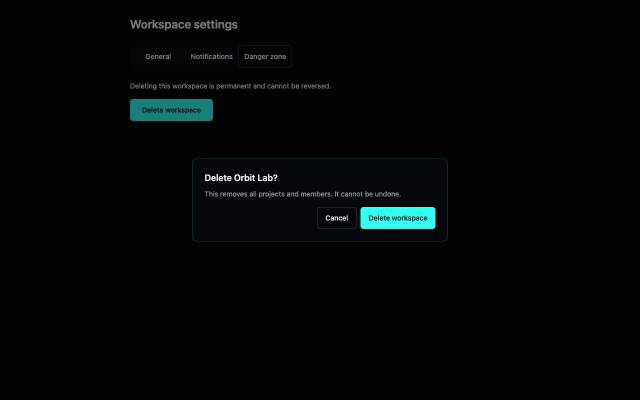 Workspace settings
General
Notifications
Danger zone
Deleting this workspace is permanent and cannot be reversed.
Delete workspace
Delete Orbit Lab?
This removes all projects and members. It cannot be undone.
Cancel
Delete workspace